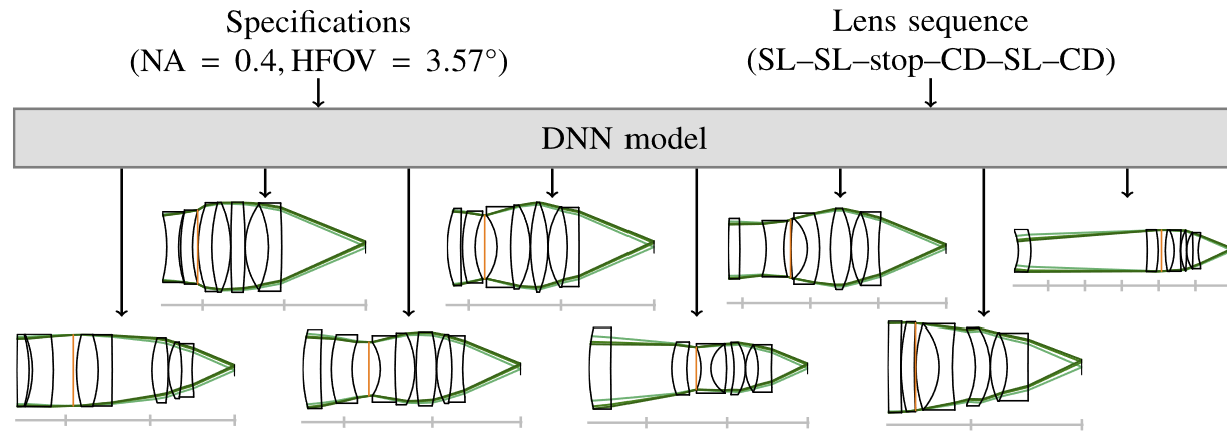 Specifications
(NA = 0.4, HFOV = 3.57°)
Lens sequence
(SL–SL–stop–CD–SL–CD)
DNN model